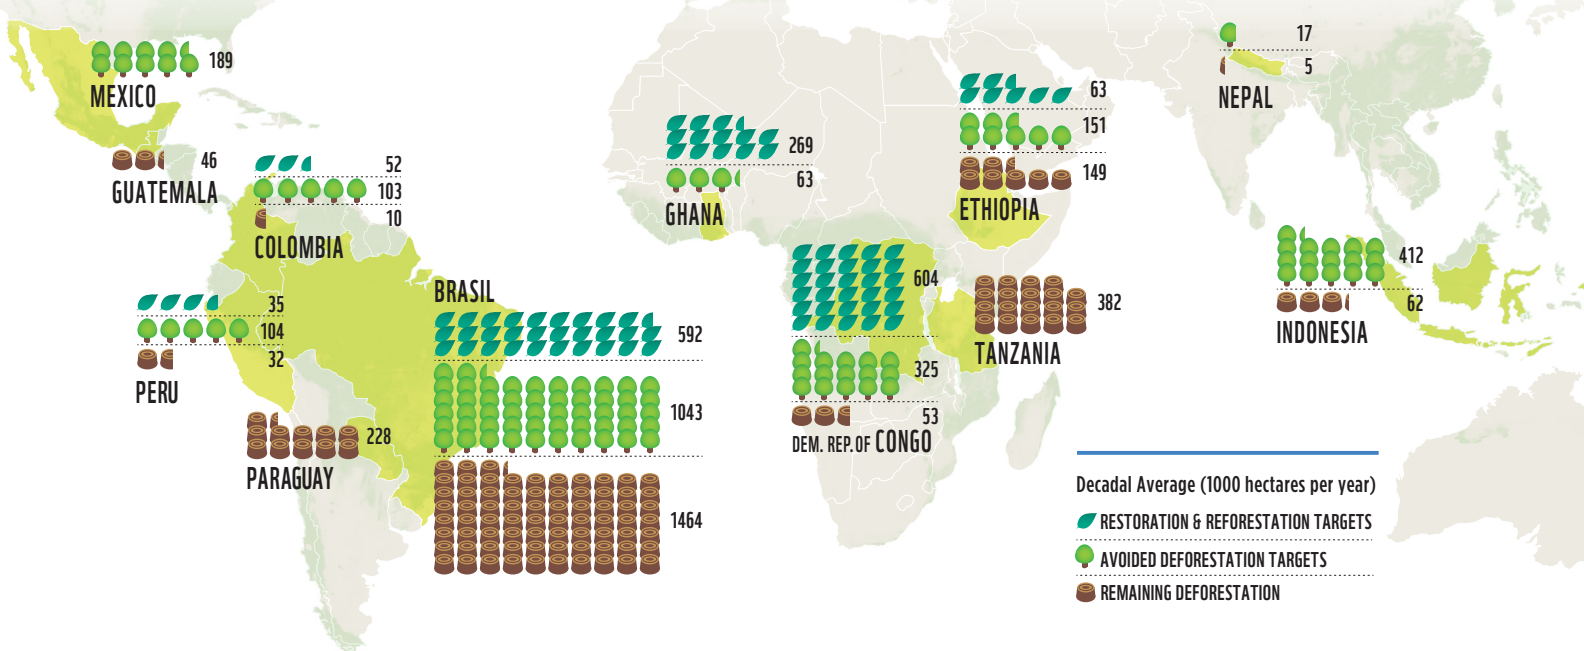 189
MEXICO
46
GUATEMALA
52
103
10
COLOMBIA
35
104
32
PERU
BRASIL
592
1043
1464
228
PARAGUAY
269
63
GHANA
63
151
149
ETHIOPIA
604
325
53
DEM. REP. OF CONGO
382
TANZANIA
17
5
NEPAL
412
62
INDONESIA
Decadal Average (1000 hectares per year)
RESTORATION & REFORESTATION TARGETS
AVOIDED DEFORESTATION TARGETS
REMAINING DEFORESTATION